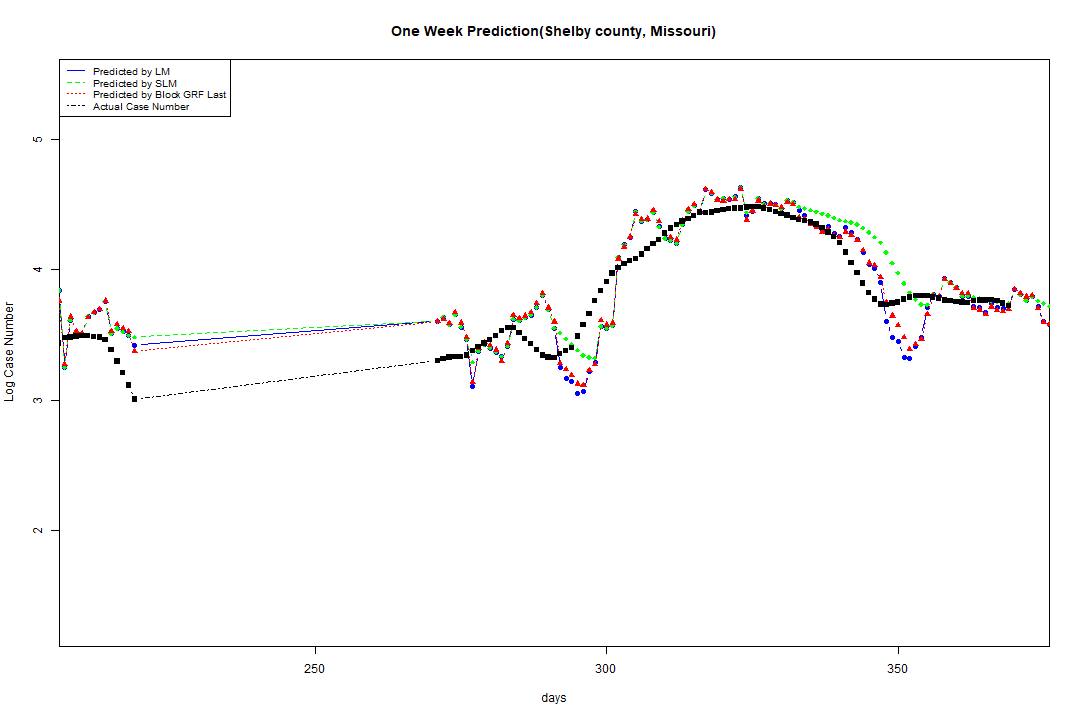 One Week Prediction(Shelby county, Missouri)
Predicted by LM
Predicted by SLM
Predicted by Block GRF Last
Actual Case Number
5
4
3
2
Log Case Number
250
300
350
days